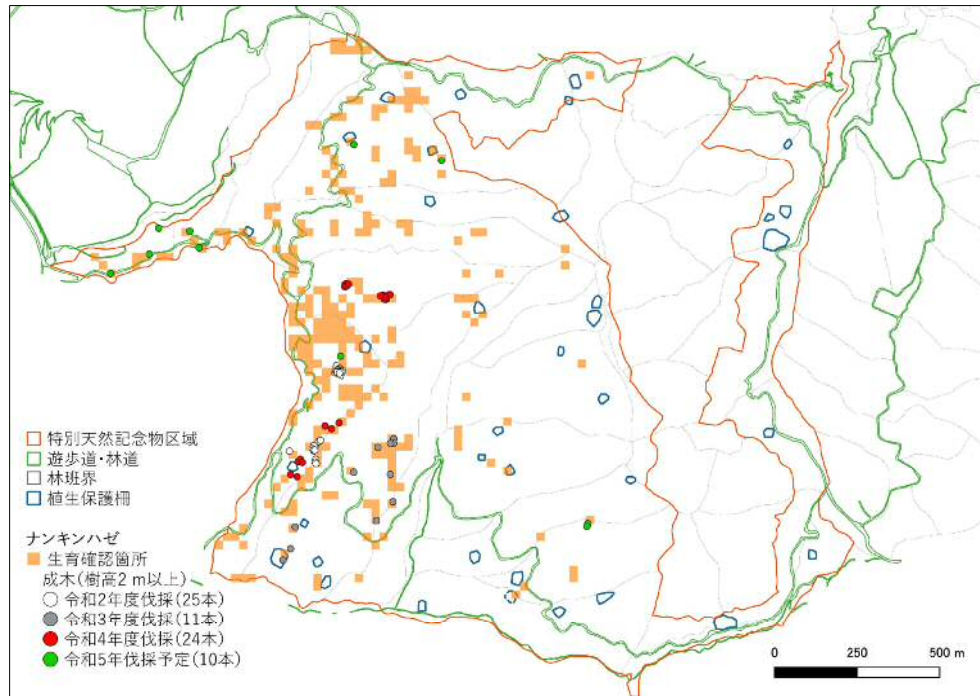 特別天然記念物区域
遊歩道・林道
林班界
植生保護柵
ナンキンハゼ
生育確認箇所
成木(樹高2 m以上)
令和2年度伐採(25本)
令和3年度伐採(11本)
令和4年度伐採(24本)
令和5年伐採予定(10本)
0 250 500 m